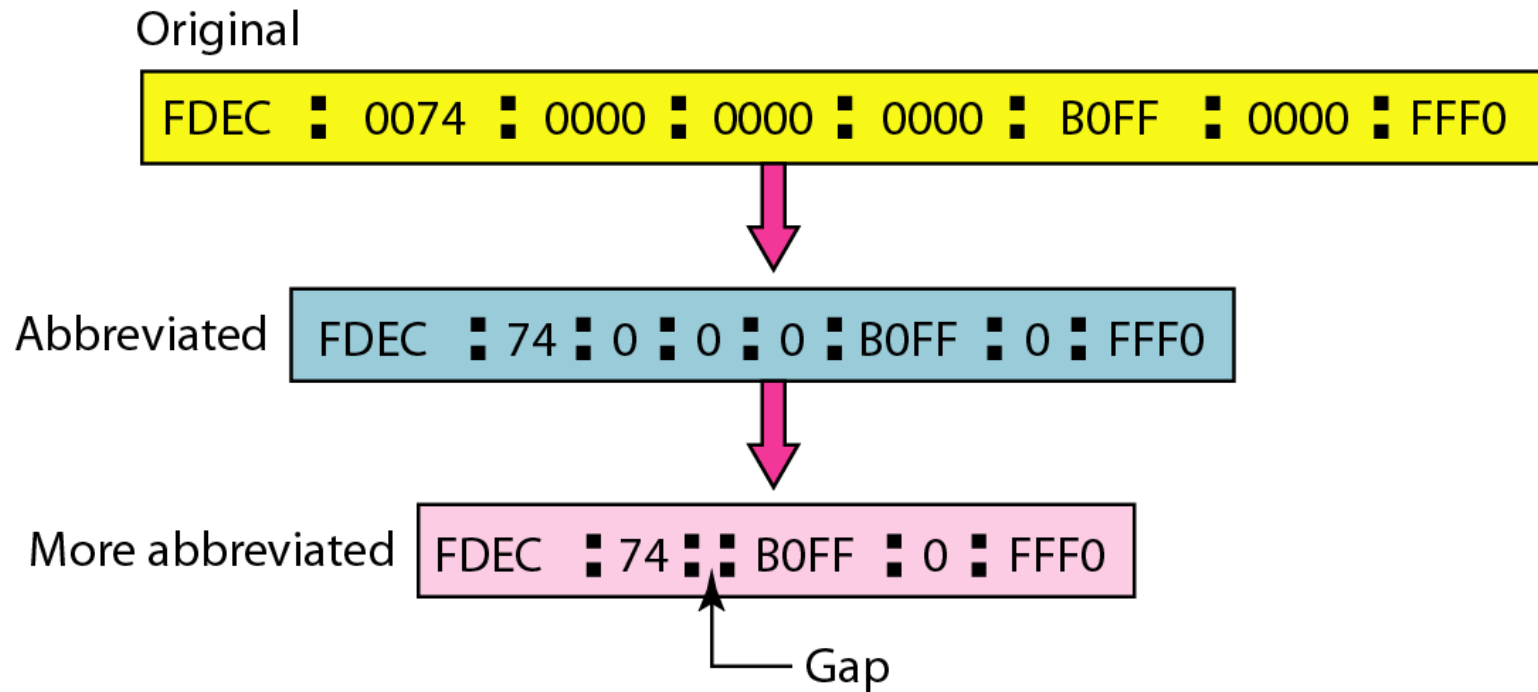 Original
FDEC : 0074 : 0000 : 0000 : 0000 : B0FF : 0000 : FFF0
Abbreviated FDEC : 74 : 0 : 0 : 0 : B0FF : 0 : FFF0
More abbreviated FDEC : 74 : : B0FF : 0 : FFF0
Gap